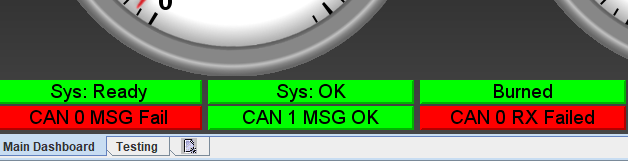 0
Sys: Ready Sys: OK Burned
CAN 0 MSG Fail CAN 1 MSG OK CAN 0 RX Failed
Main Dashboard Testing